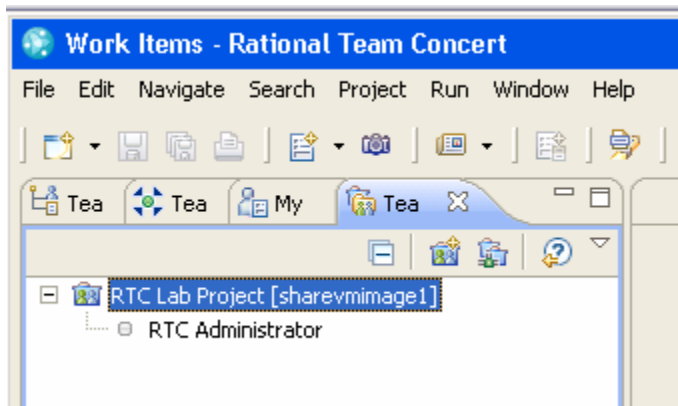 Work Items - Rational Team Concert
File Edit Navigate Search Project Run Window Help
Tea Tea My Tea
RTC Lab Project [sharevmimage1]
RTC Administrator